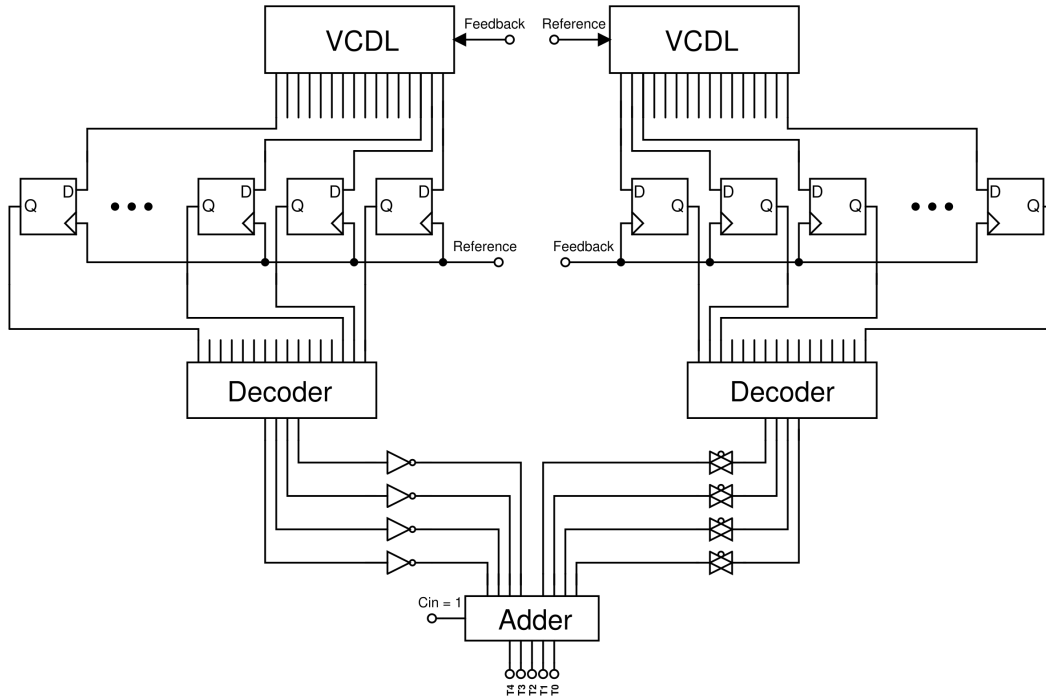 VCDL
Feedback
Reference
VCDL
Q
D
Q
D
Q
D
Q
D
D
Q
D
Q
D
Q
D
Q
Reference
Feedback
Decoder
Decoder
Cin = 1
Adder
T4
T3
T2
T1
T0